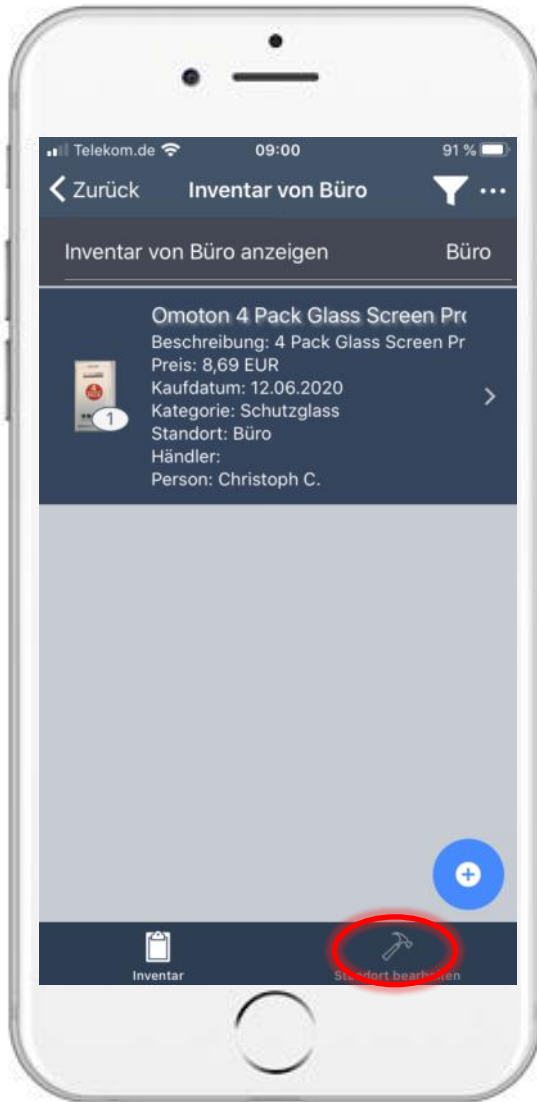 Telekom.de 09:00 91 %
Zurück Inventar von Büro ...
Inventar von Büro anzeigen Büro
Omoton 4 Pack Glass Screen Pro
Beschreibung: 4 Pack Glass Screen Pr
Preis: 8,69 EUR
Kaufdatum: 12.06.2020
Kategorie: Schutzglass
1
Standort: Büro
Händler:
Person: Christoph C.
Inventar Standort bearbeiten